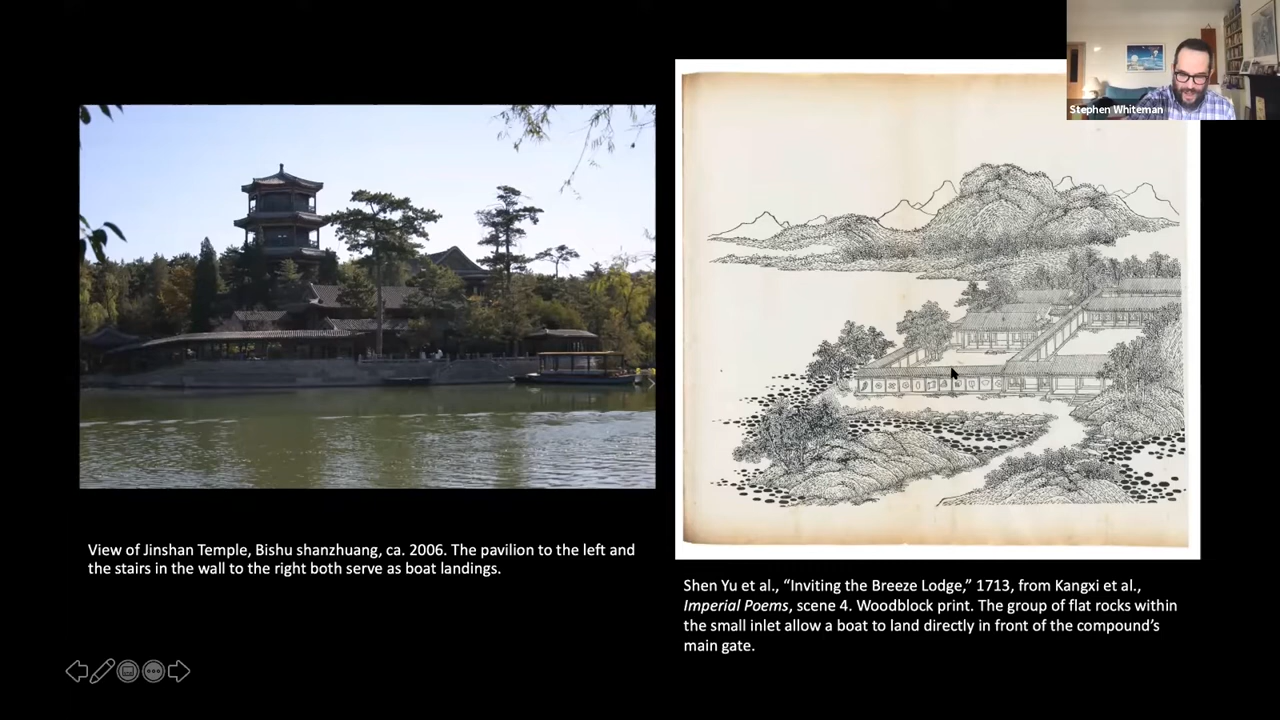 Stephen Whiteman
View of Jinshan Temple, Bishu shanzhuang, ca. 2006. The pavilion to the left and
the stairs in the wall to the right both serve as boat landings.
Shen Yu et al., “Inviting the Breeze Lodge,” 1713, from Kangxi et al.,
Imperial Poems, scene 4. Woodblock print. The group of flat rocks within
the small inlet allow a boat to land directly in front of the compound’s
main gate.